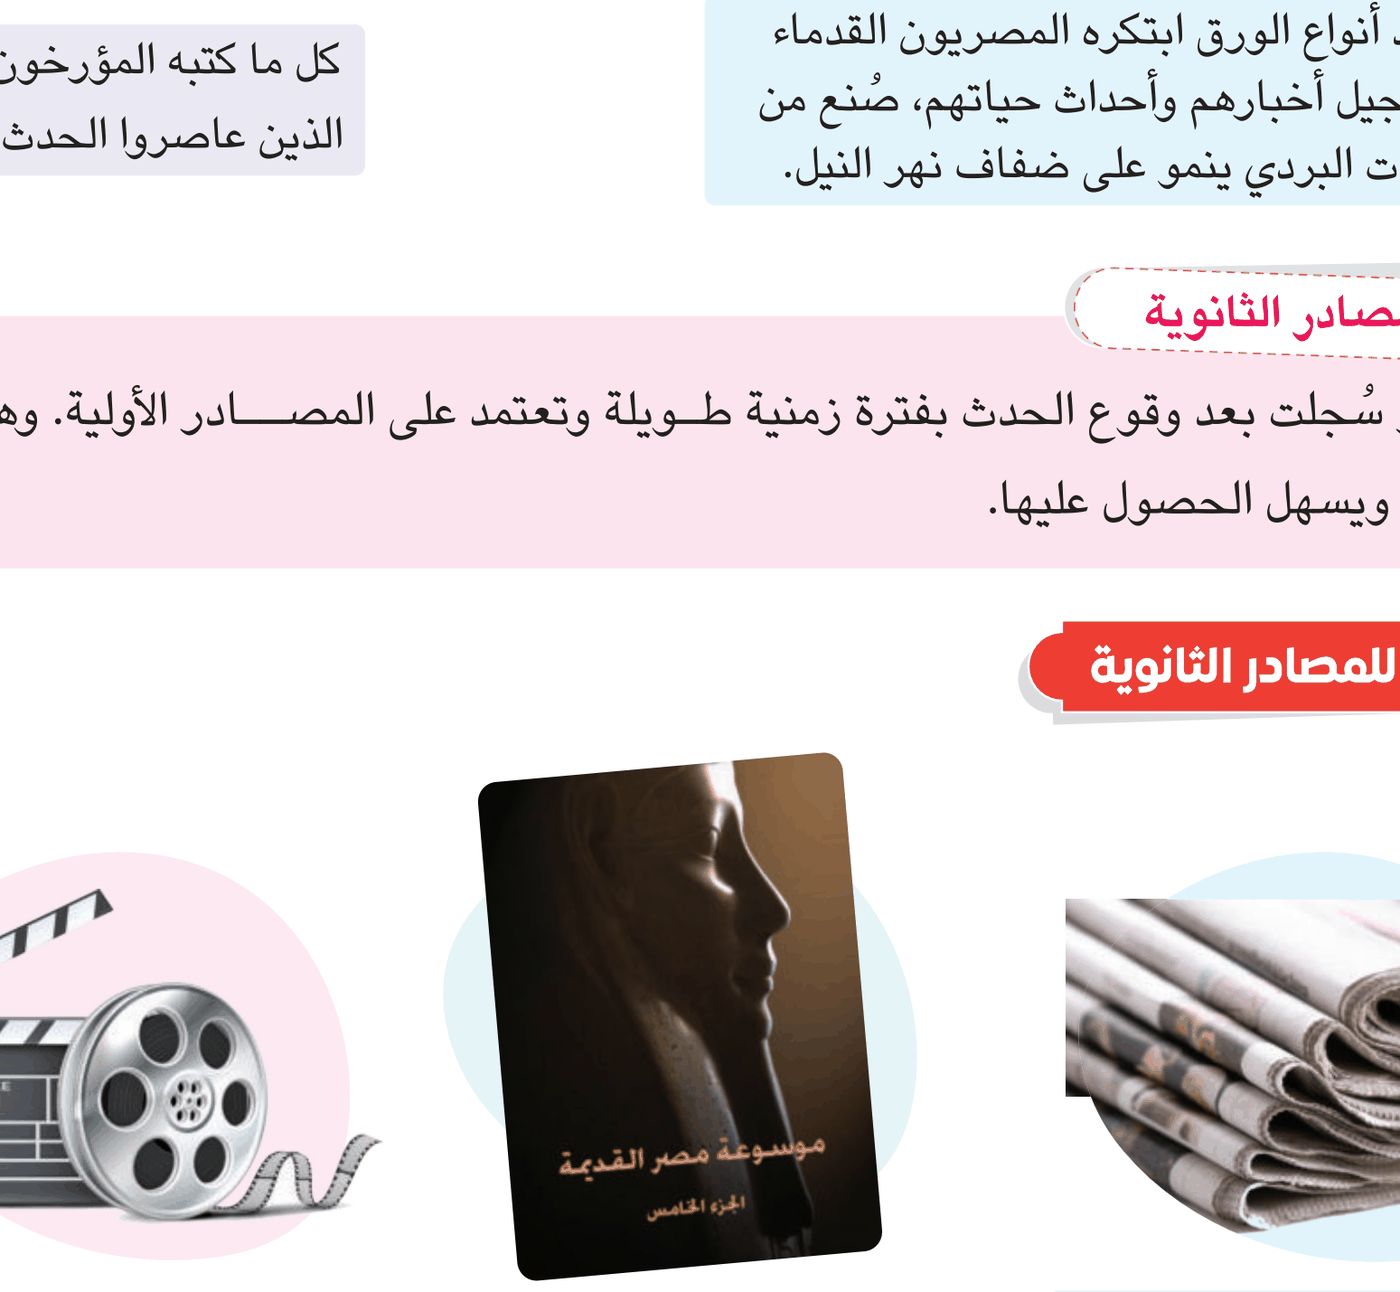 أنواع الورق ابتكره المصريون القدماء
جيل أخبارهم وأحداث حياتهم، صُنع من
ت البردي ينمو على ضفاف نهر النيل.
كل ما كتبه المؤرخون
الذين عاصروا الحدث
صادر الثانوية
سُجلت بعد وقوع الحدث بفترة زمنية طــويلة وتعتمد على المصــــادر الأولية. وه
ويسهل الحصول عليها.
للمصادر الثانوية
موسوعة مصر القديمة
الجزء الخامس